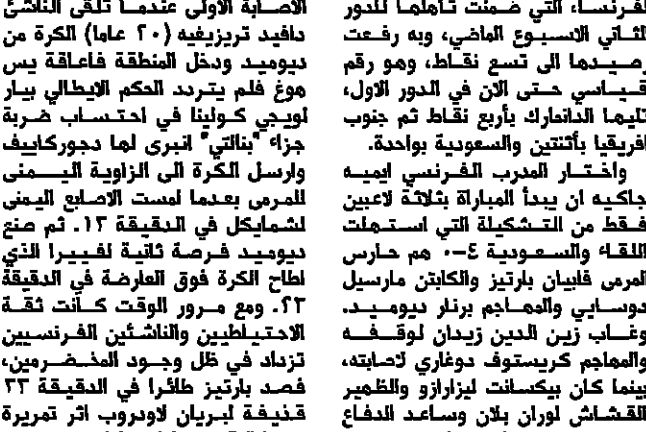 لفرنسا، التي ضمنت تأهلها للدور
الثاني الاسبوع الماضي، وبه رفعت
رصيدها الى تسع نقاط، وهو رقم
قياسي حتى الان في الدور الاول،
تليها الدانمارك بأربع نقاط ثم جنوب
افريقيا بأثنتين والسعودية بواحدة.
واختار المدرب الفرنسي ايميه
جاكيه ان يبدأ المباراة بثلاثة لاعبين
فقط من التشكيلة التي استهلت
اللقاء والسعودية ٤-٠ هم حارس
المرمى فابيان بارتيز والكابتن مارسيل
دوسايي والمهاجم برنار ديوميد.
وغاب زين الدين زيدان لوقفه
والمهاجم كريستوف دوغاري لاصابته،
بينما كان بيكسانت ليزارازو والظهير
القشاش لوران بلان وساعد الدفاع
الاصابة الاولى عندما تلقى الناشئ
دافيد تريزيغيه (٢٠ عاما) الكرة من
ديوميد ودخل المنطقة فاعاقة يس
هوغ فلم يتردد الحكم الايطالي بيار
لويجي كولينا في احتساب ضربة
جزاء "بنالتي" انبرى لها دجوركاييف
وارسل الكرة الى الزاوية اليمنى
للمرمى بعدما لمست الاصابع اليمنى
لشمايكل في الدقيقة ١٣. ثم صنع
ديوميد فرصة ثانية لفييرا الذي
اطاح الكرة فوق العارضة في الدقيقة
٢٢. ومع مرور الوقت كانت ثقة
الاحتياطيين والناشئين الفرنسيين
تزداد في ظل وجود المخضرمين،
فصد بارتيز طائرا في الدقيقة ٣٣
قذيفة لبريان لاودروب اثر تمريرة